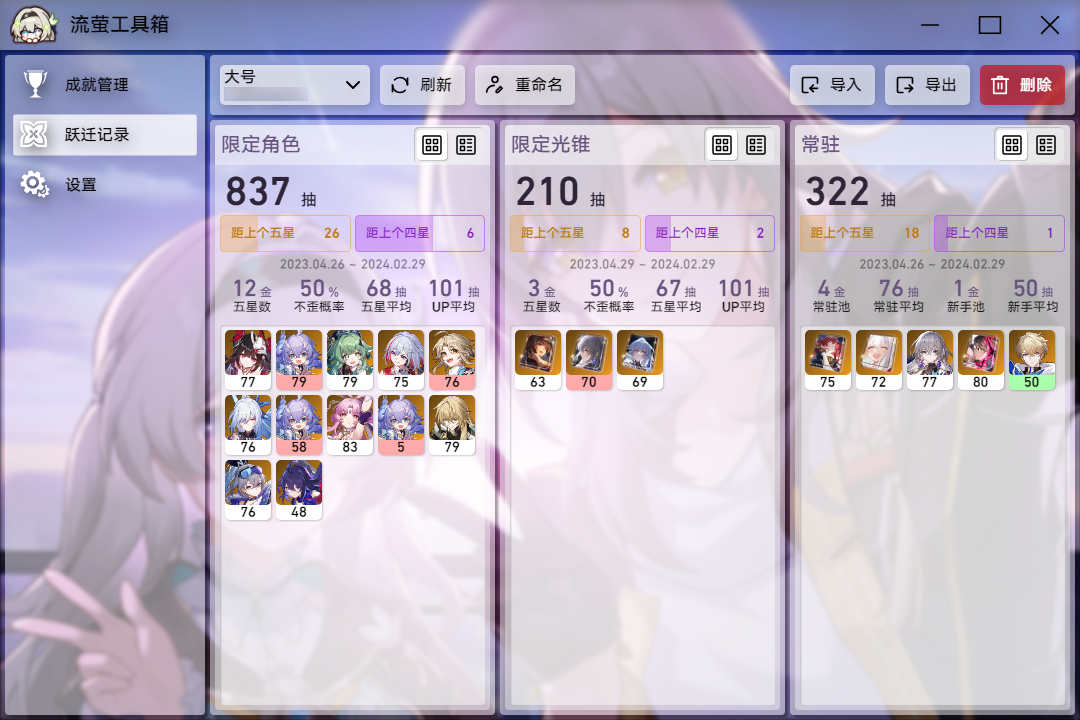 流萤工具箱
成就管理
跃迁记录
设置
大号
刷新
重命名
导入
导出
删除
限定角色
837 抽
距上个五星 26
距上个四星 6
2023.04.26 ~ 2024.02.29
12 金 50 % 68 抽 101 抽
五星数 不歪概率 五星平均 UP平均
77 79 79 75 76
76 58 83 5 79
76 48
限定光锥
210 抽
距上个五星 8
距上个四星 2
2023.04.29 ~ 2024.02.29
3 金 50 % 67 抽 101 抽
五星数 不歪概率 五星平均 UP平均
63 70 69
常驻
322 抽
距上个五星 18
距上个四星 1
2023.04.26 ~ 2024.02.29
4 金 76 抽 1 金 50 抽
常驻池 常驻平均 新手池 新手平均
75 72 77 80 50